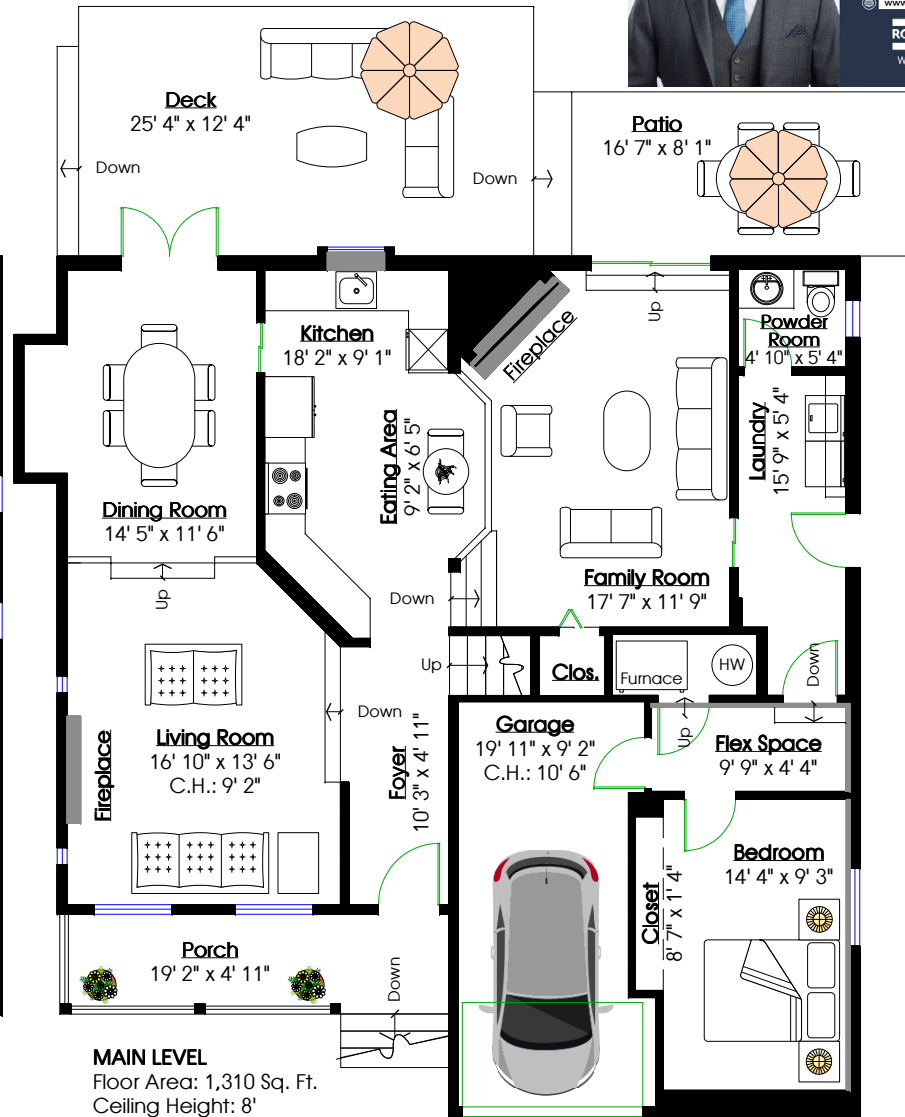 www
RO
W
Deck
25' 4" x 12' 4"
Down
Down
Patio
16' 7" x 8' 1"
Kitchen
18' 2" x 9' 1"
Fireplace
Up
Powder
Room
4' 10" x 5' 4"
Eating Area
9' 2" x 6' 5"
Laundry
15' 9" x 5' 4"
Dining Room
14' 5" x 11' 6"
Up
Family Room
17' 7" x 11' 9"
Down
Up
Clos.
Furnace
HW
Down
Down
Living Room
16' 10" x 13' 6"
C.H.: 9' 2"
Fireplace
Foyer
10' 3" x 4' 11"
Garage
19' 11" x 9' 2"
C.H.: 10' 6"
Up
Flex Space
9' 9" x 4' 4"
Bedroom
14' 4" x 9' 3"
Closet
8' 7" x 1' 4"
Porch
19' 2" x 4' 11"
Down
MAIN LEVEL
Floor Area: 1,310 Sq. Ft.
Ceiling Height: 8'